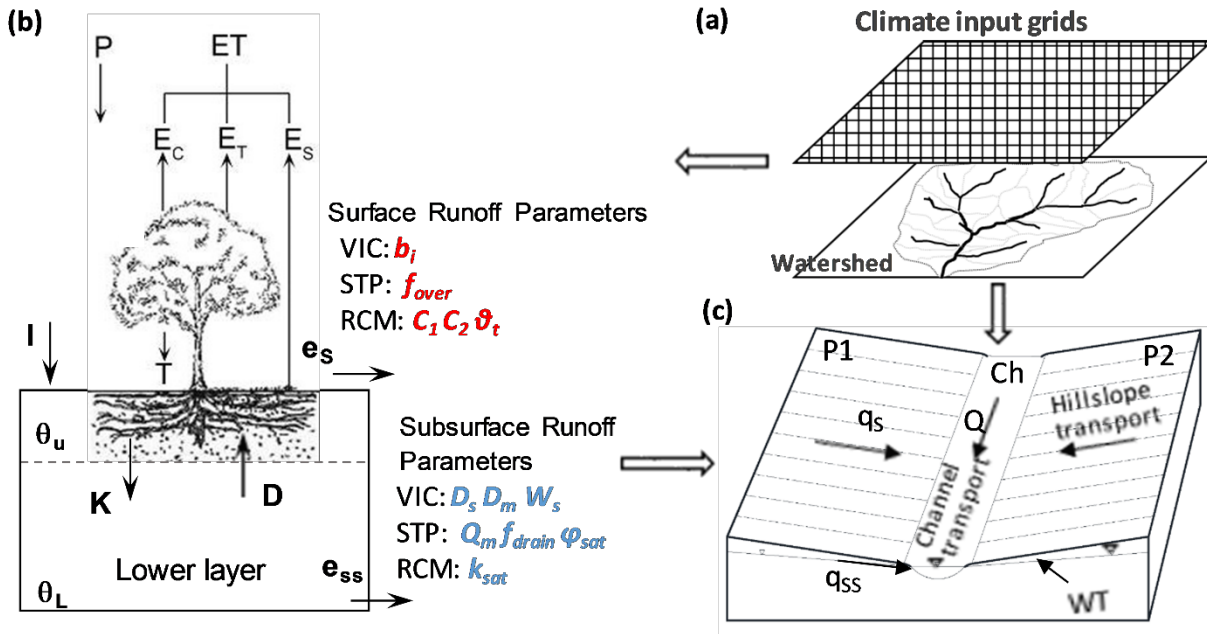 (b)
P
ET
E_C
E_T
E_S
Surface Runoff Parameters
VIC: b_i
STP: f_over
RCM: C_1 C_2 ϑ_t
I
T
e_S
θ_u
K
D
Subsurface Runoff
Parameters
VIC: D_s D_m W_s
STP: Q_m f_drain φ_sat
RCM: k_sat
Lower layer
e_ss
θ_L
(a)
Climate input grids
Watershed
(c)
P1
Ch
P2
q_S
Q
Hillslope
transport
Channel
transport
q_SS
WT